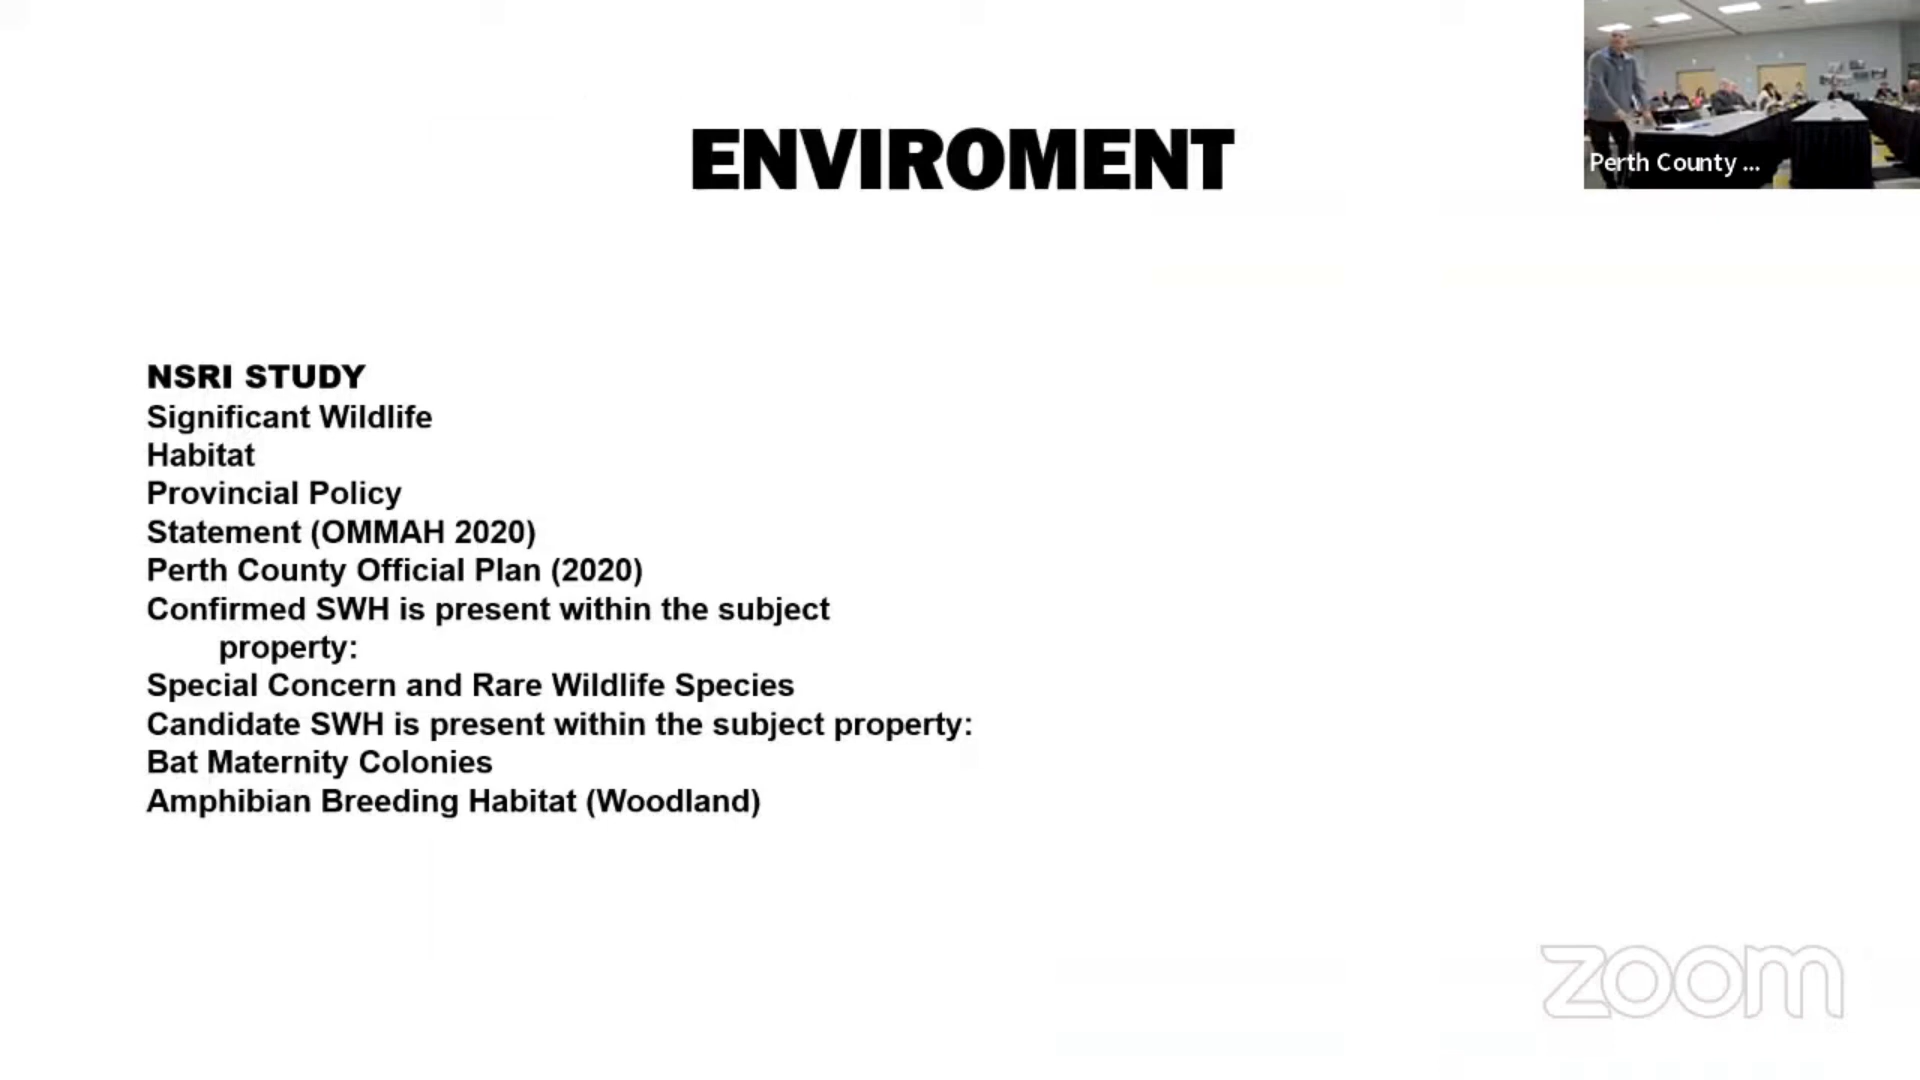 ENVIROMENT
Perth County ...
NSRI STUDY
Significant Wildlife
Habitat
Provincial Policy
Statement (OMMAH 2020)
Perth County Official Plan (2020)
Confirmed SWH is present within the subject
property:
Special Concern and Rare Wildlife Species
Candidate SWH is present within the subject property:
Bat Maternity Colonies
Amphibian Breeding Habitat (Woodland)
zoom